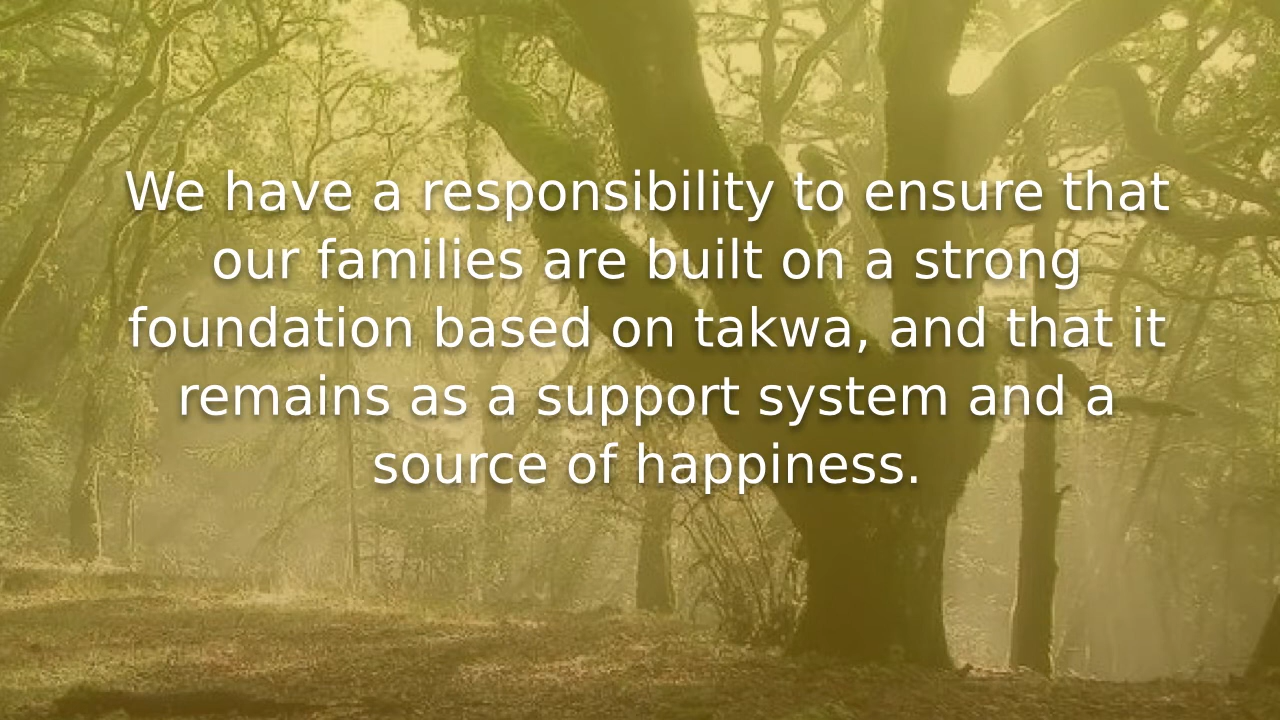 We have a responsibility to ensure that
our families are built on a strong
foundation based on takwa, and that it
remains as a support system and a
source of happiness.